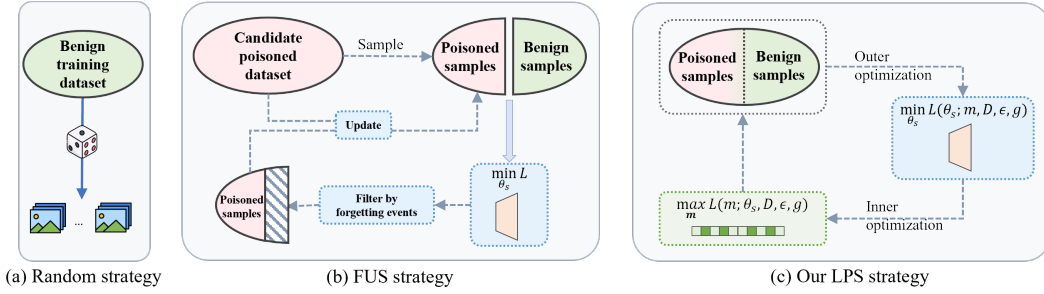 Benign
training
dataset
...
(a) Random strategy
Candidate
poisoned
dataset
Sample
Poisoned
samples
Benign
samples
Update
Poisoned
samples
Filter by
forgetting events
min L
θs
(b) FUS strategy
Poisoned
samples
Benign
samples
Outer
optimization
min L(θs; m, D, ϵ, g)
θs
max L(m; θs, D, ϵ, g)
m
Inner
optimization
(c) Our LPS strategy